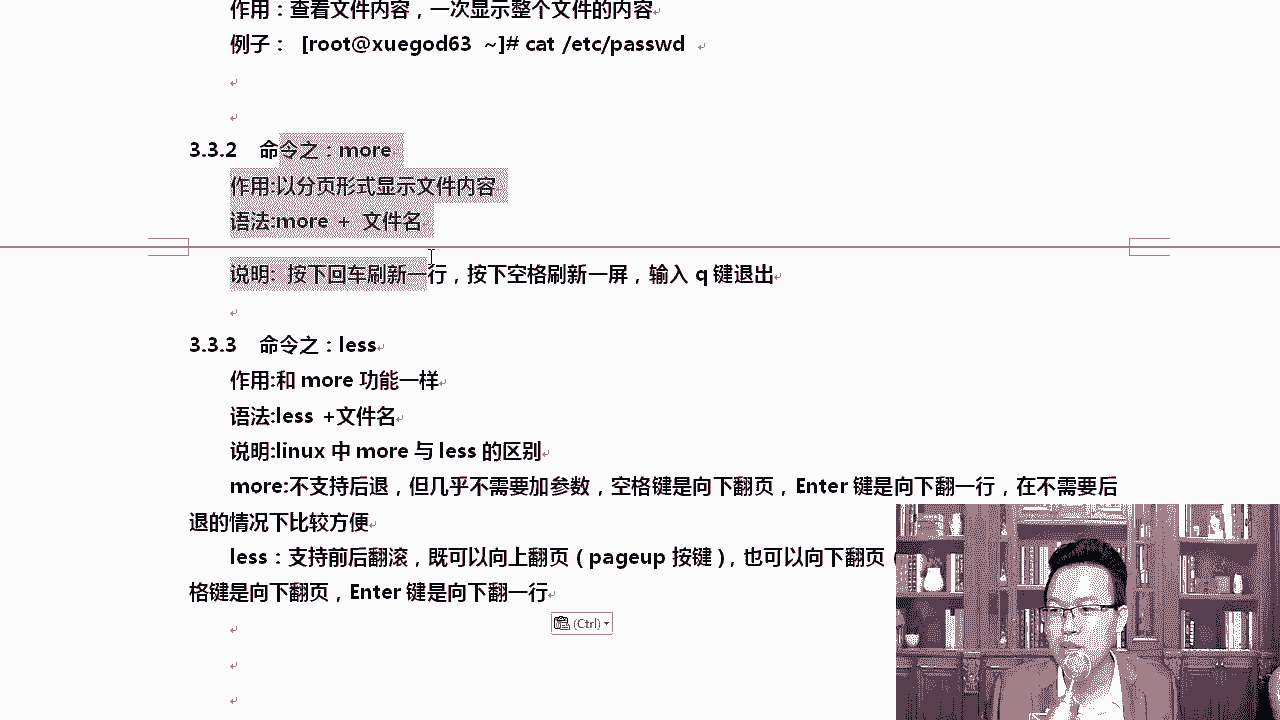 作用：查看文件内容，一次显示整个文件的内容
例子： [root@xuegod63 ~]# cat /etc/passwd
3.3.2 命令之：more
作用:以分页形式显示文件内容
语法:more + 文件名
说明: 按下回车刷新一行，按下空格刷新一屏，输入 q 键退出
3.3.3 命令之：less
作用:和 more 功能一样
语法:less +文件名
说明:linux 中 more 与 less 的区别
more:不支持后退，但几乎不需要加参数，空格键是向下翻页，Enter 键是向下翻一行，在不需要后
退的情况下比较方便
less：支持前后翻滚，既可以向上翻页（pageup 按键），也可以向下翻页（
格键是向下翻页，Enter 键是向下翻一行
(Ctrl)